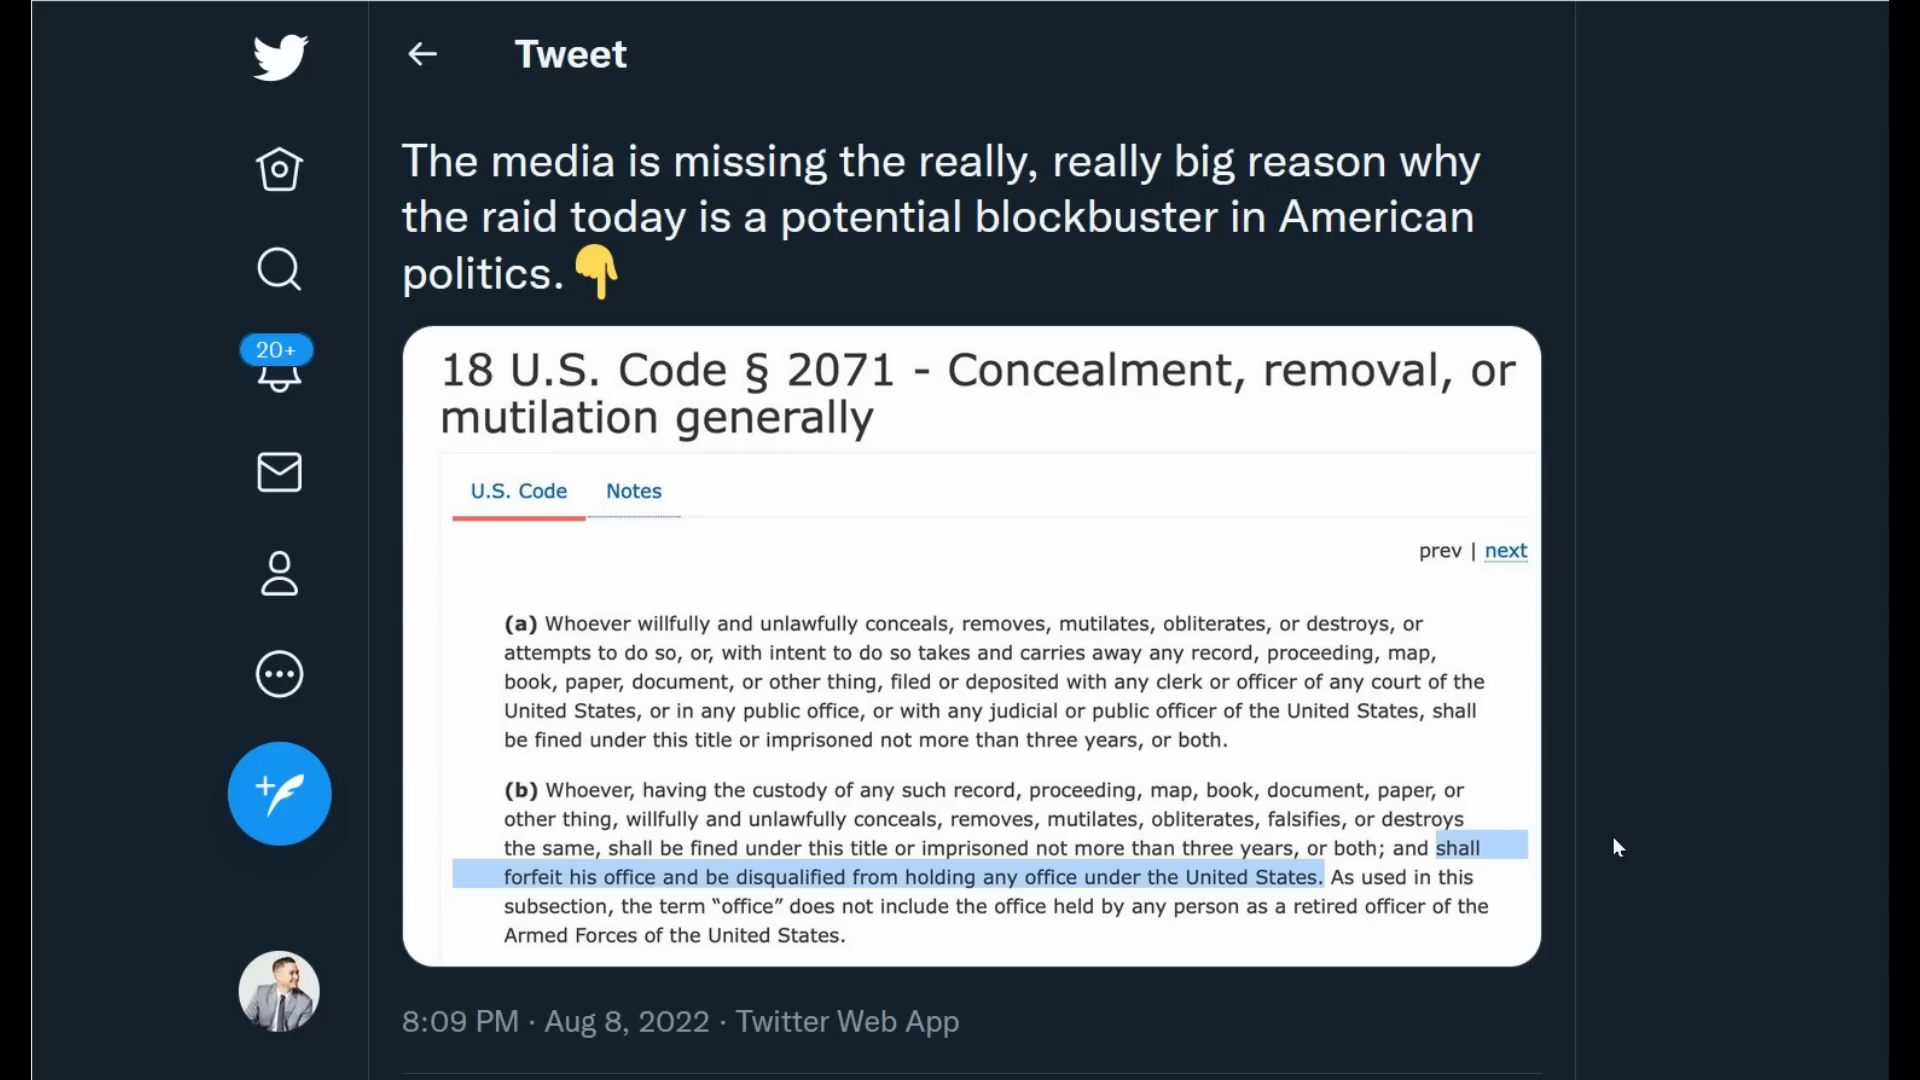 Tweet
The media is missing the really, really big reason why
the raid today is a potential blockbuster in American
politics. 👇
18 U.S. Code § 2071 - Concealment, removal, or
mutilation generally
U.S. Code Notes
prev | next
(a) Whoever willfully and unlawfully conceals, removes, mutilates, obliterates, or destroys, or
attempts to do so, or, with intent to do so takes and carries away any record, proceeding, map,
book, paper, document, or other thing, filed or deposited with any clerk or officer of any court of the
United States, or in any public office, or with any judicial or public officer of the United States, shall
be fined under this title or imprisoned not more than three years, or both.
(b) Whoever, having the custody of any such record, proceeding, map, book, document, paper, or
other thing, willfully and unlawfully conceals, removes, mutilates, obliterates, falsifies, or destroys
the same, shall be fined under this title or imprisoned not more than three years, or both; and shall
forfeit his office and be disqualified from holding any office under the United States. As used in this
subsection, the term “office” does not include the office held by any person as a retired officer of the
Armed Forces of the United States.
20+
8:09 PM · Aug 8, 2022 · Twitter Web App